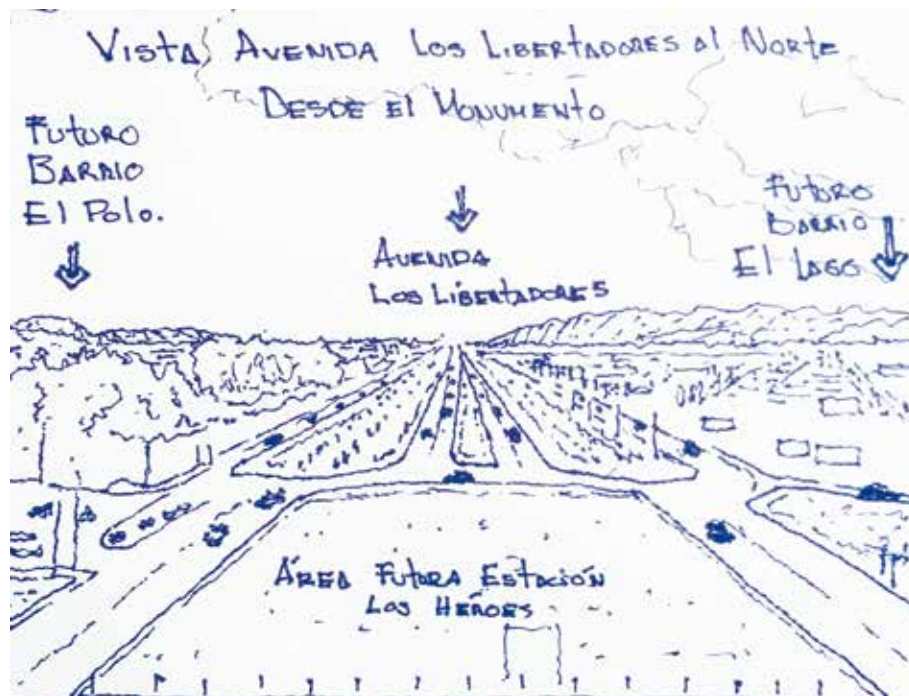 Vista Avenida Los Libertadores al Norte
Desde el Monumento
Futuro
Barrio
El Polo.
Avenida
Los Libertadores
Futuro
Barrio
El Lago
Área Futura Estación
Los Heroes